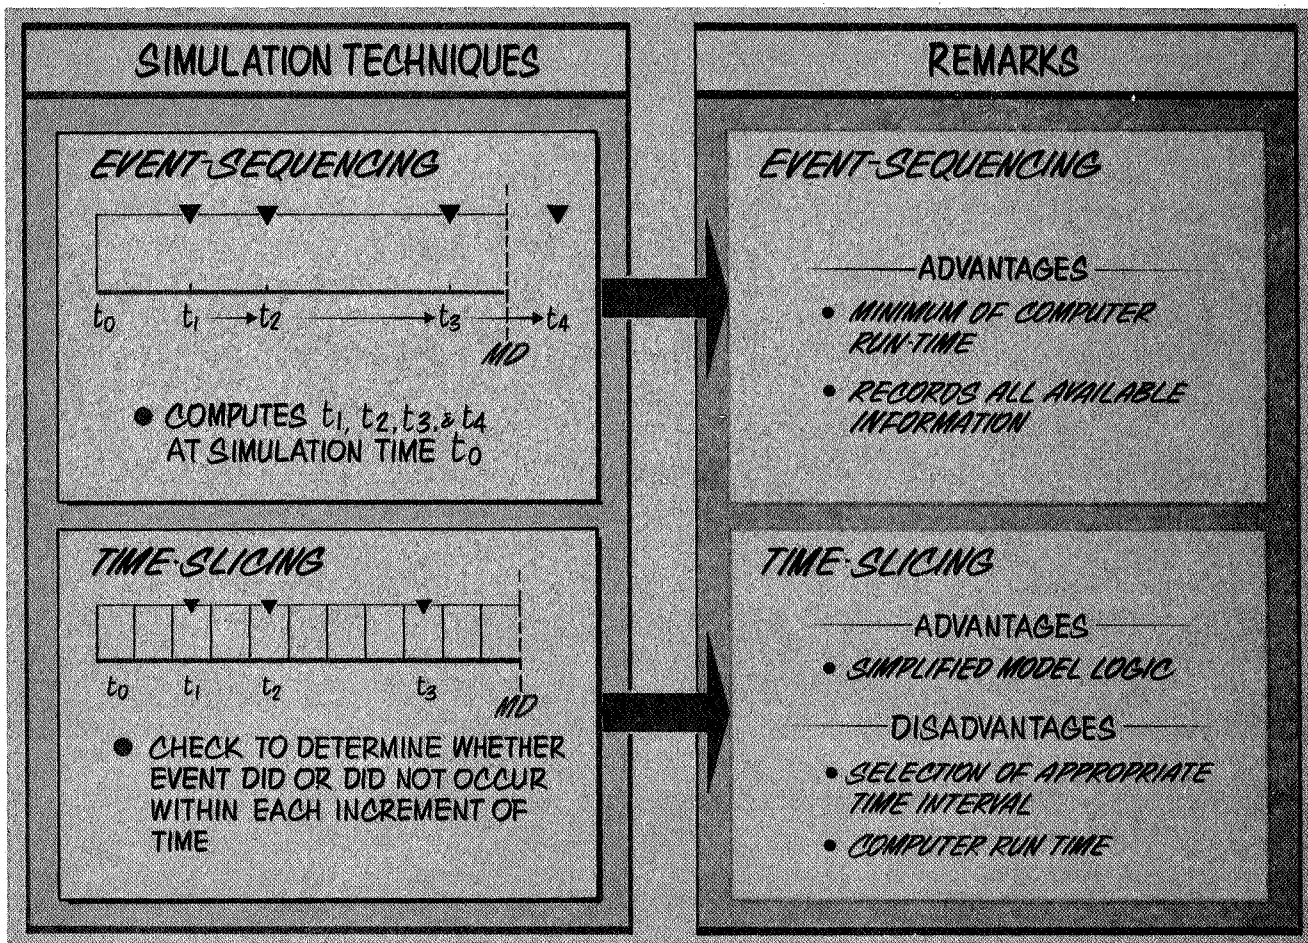 SIMULATION TECHNIQUES
EVENT-SEQUENCING
t0 t1 t2 t3 t4
MD
COMPUTES t1, t2, t3, & t4
AT SIMULATION TIME t0
TIME-SLICING
t0 t1 t2 t3
MD
CHECK TO DETERMINE WHETHER
EVENT DID OR DID NOT OCCUR
WITHIN EACH INCREMENT OF
TIME
REMARKS
EVENT-SEQUENCING
ADVANTAGES
MINIMUM OF COMPUTER
RUN-TIME
RECORDS ALL AVAILABLE
INFORMATION
TIME-SLICING
ADVANTAGES
SIMPLIFIED MODEL LOGIC
DISADVANTAGES
SELECTION OF APPROPRIATE
TIME INTERVAL
COMPUTER RUN TIME